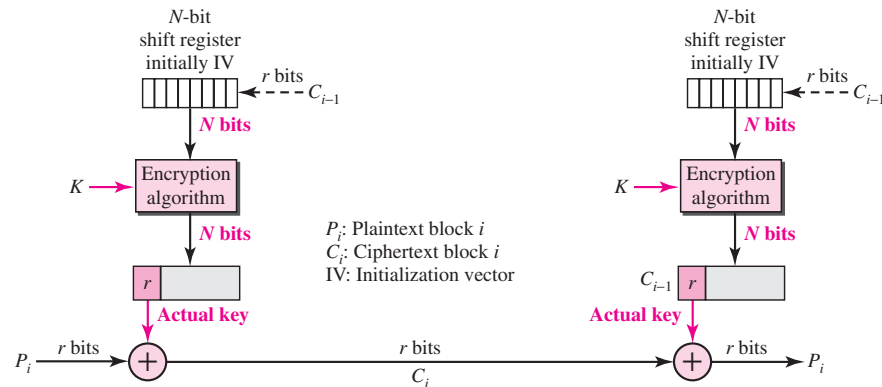 N-bit
shift register
initially IV
r bits
C_{i–1}
N bits
K
Encryption
algorithm
N bits
r
Actual key
P_i
r bits
+
P_i: Plaintext block i
C_i: Ciphertext block i
IV: Initialization vector
r bits
C_i
N-bit
shift register
initially IV
r bits
C_{i–1}
N bits
K
Encryption
algorithm
N bits
C_{i–1}
r
Actual key
+
r bits
P_i